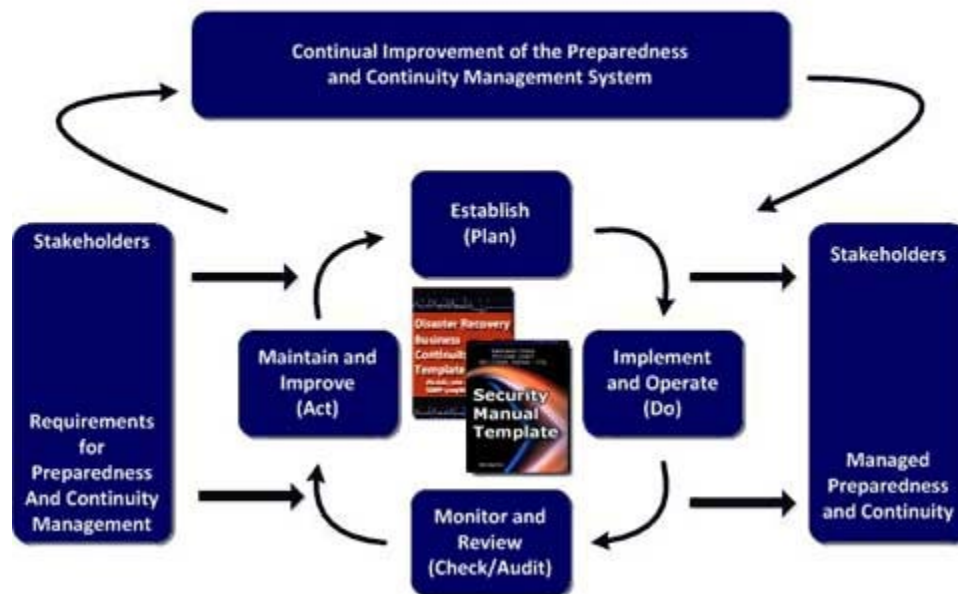 Continual Improvement of the Preparedness
and Continuity Management System
Establish
(Plan)
Stakeholders
Requirements
for
Preparedness
And Continuity
Management
Maintain and
Improve
(Act)
Disaster Recovery
Business
Continuity
Template
Security
Manual
Template
Implement
and Operate
(Do)
Stakeholders
Managed
Preparedness
and Continuity
Monitor and
Review
(Check/Audit)